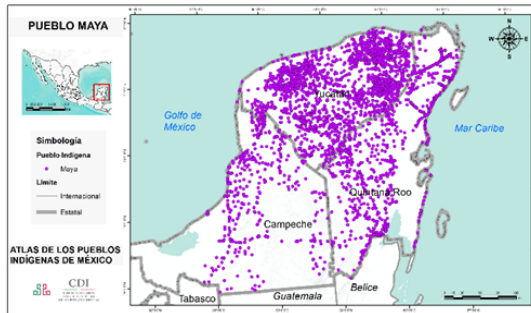 PUEBLO MAYA
Simbología
Pueblo Indígena
Maya
Límite
Internacional
Estatal
ATLAS DE LOS PUEBLOS
INDÍGENAS DE MÉXICO
CDI
Golfo de
México
Mar Caribe
Yucatán
Quintana Roo
Campeche
Tabasco
Guatemala
Belice
N
W
E
S